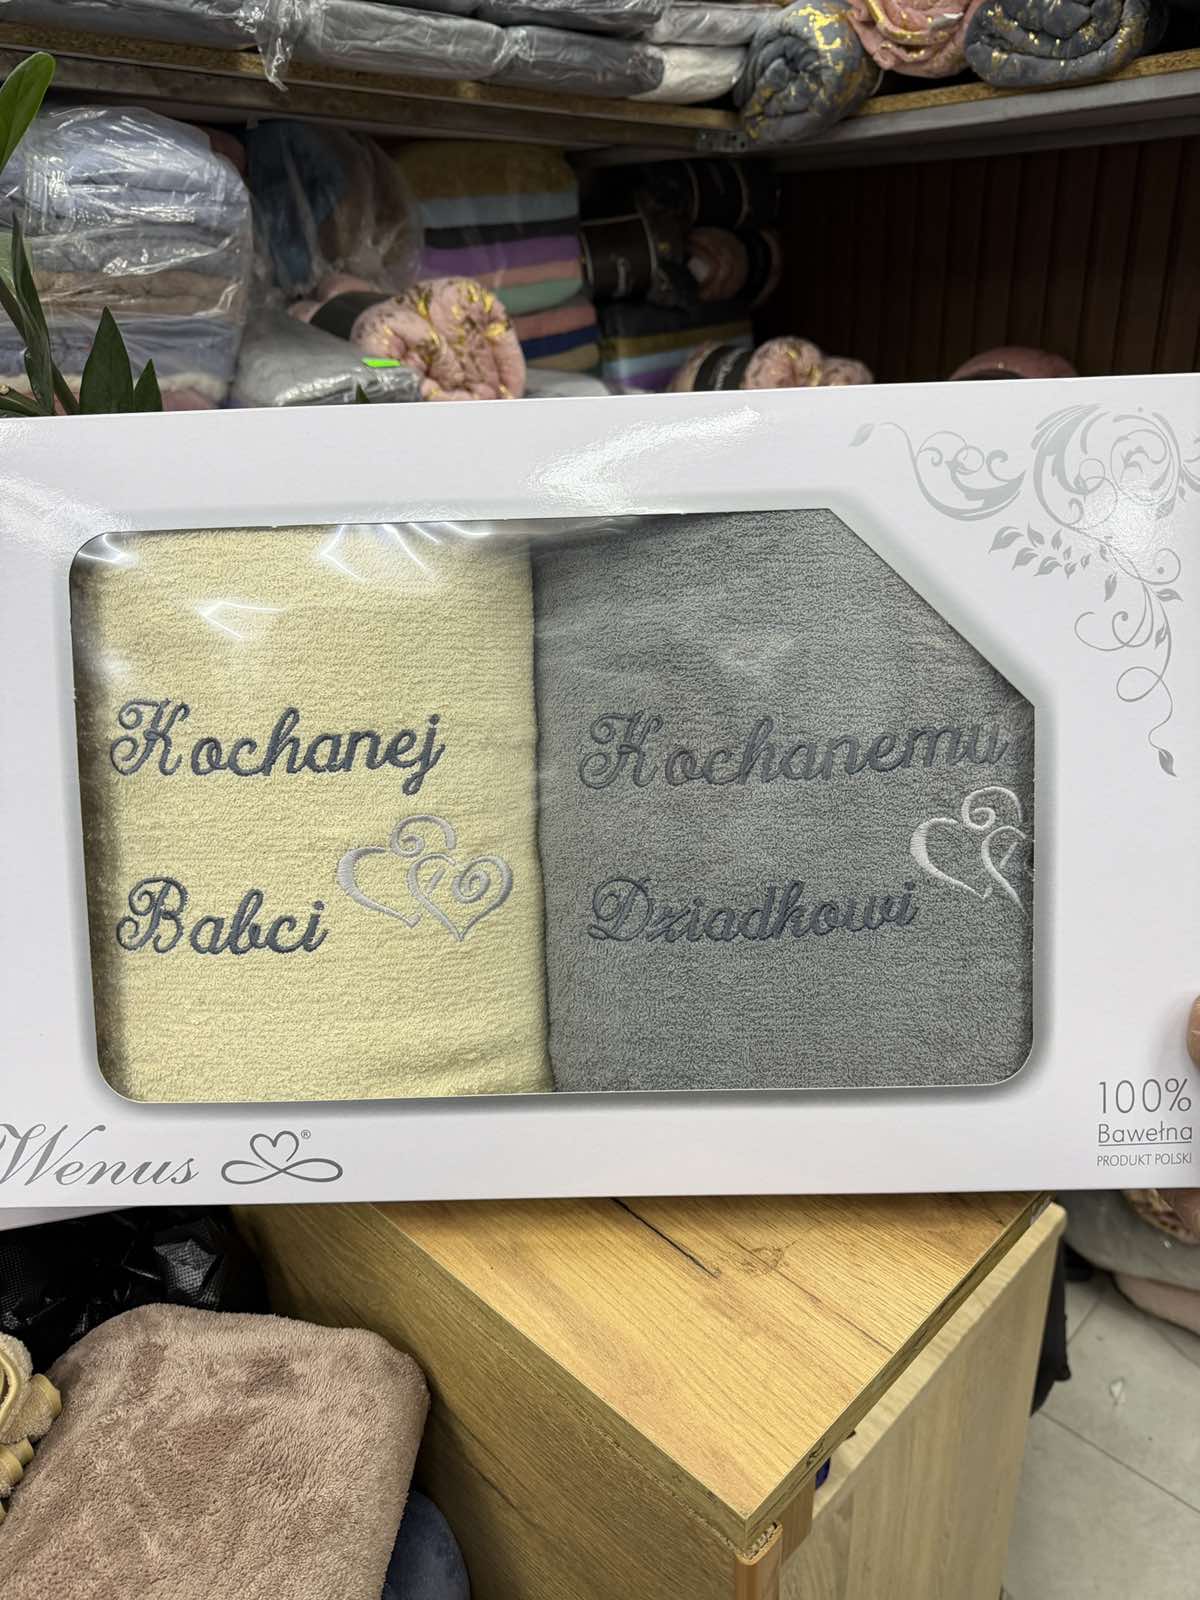 Kochanej
Babci
Kochanemu
Dziadkowi
Wenus ®
100%
Bawełna
PRODUKT POLSKI